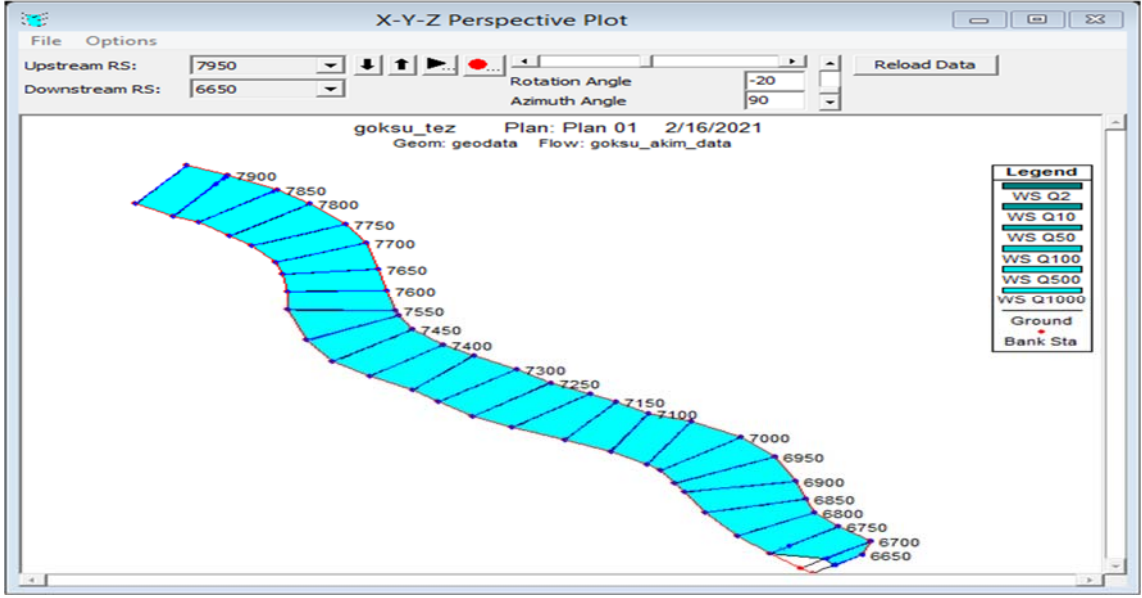 X-Y-Z Perspective Plot
File Options
Upstream RS: 7950
Downstream RS: 6650
Rotation Angle -20
Azimuth Angle 90
Reload Data
goksu_tez Plan: Plan 01 2/16/2021
Geom: geodata Flow: goksu_akim_data
7900
7850
7800
7750
7700
7650
7600
7550
7450
7400
7300
7250
7150
7100
7000
6950
6900
6850
6800
6750
6700
6650
Legend
WS Q2
WS Q10
WS Q50
WS Q100
WS Q500
WS Q1000
Ground
Bank Sta